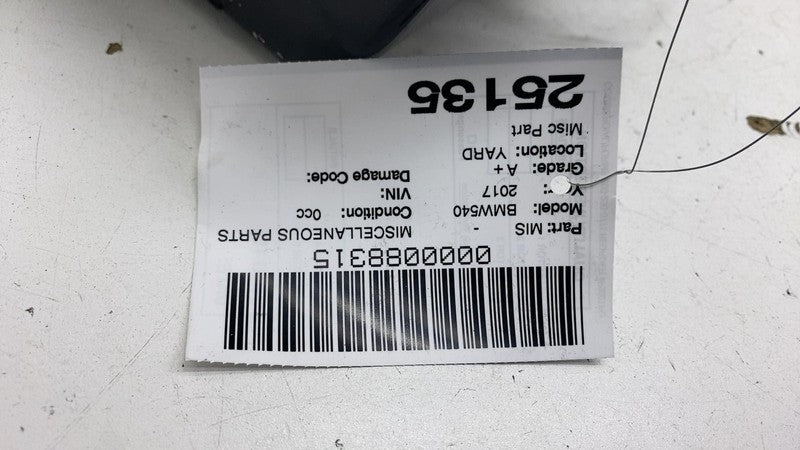 0000088315
Part: MIS - MISCELLANEOUS PARTS
Model: BMW540 Condition: 0cc
2017 VIN:
Grade: A+ Damage Code:
Location: YARD
Misc Part
25135